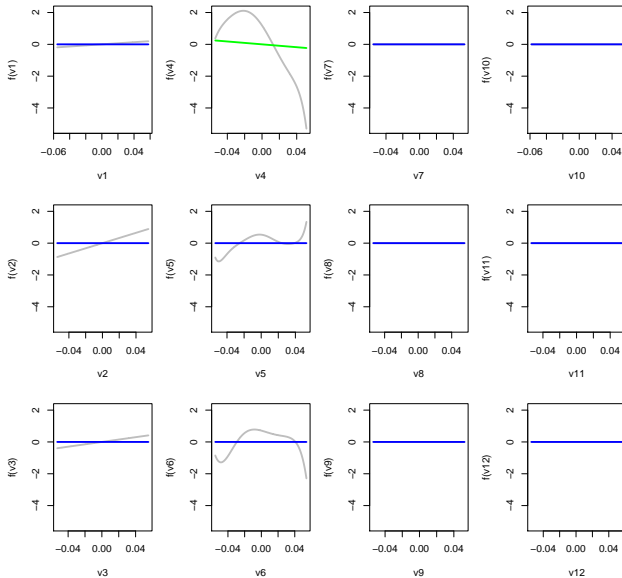 f(v1)
−4 −2 0 2
−0.06 0.00 0.04
v1
f(v4)
−4 −2 0 2
−0.04 0.00 0.04
v4
f(v7)
−4 −2 0 2
−0.04 0.00 0.04
v7
f(v10)
−4 −2 0 2
−0.04 0.00 0.04
v10
f(v2)
−4 −2 0 2
−0.04 0.00 0.04
v2
f(v5)
−4 −2 0 2
−0.04 0.00 0.04
v5
f(v8)
−4 −2 0 2
−0.04 0.00 0.04
v8
f(v11)
−4 −2 0 2
−0.04 0.00 0.04
v11
f(v3)
−4 −2 0 2
−0.04 0.00 0.04
v3
f(v6)
−4 −2 0 2
−0.04 0.00 0.04
v6
f(v9)
−4 −2 0 2
−0.04 0.00 0.04
v9
f(v12)
−4 −2 0 2
−0.04 0.00 0.04
v12